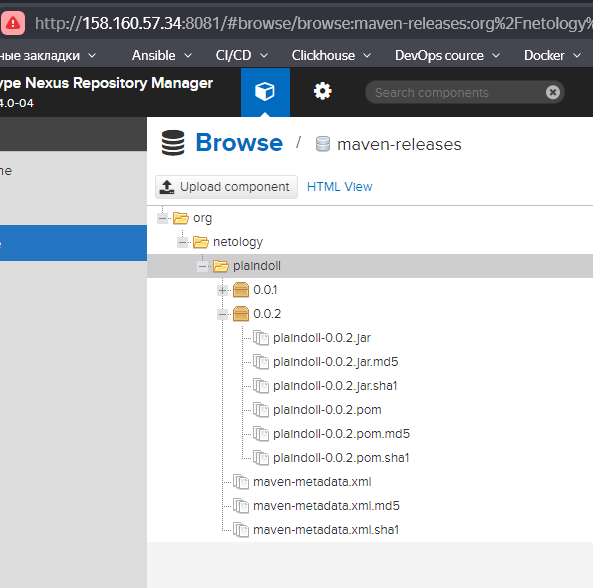 http://158.160.57.34:8081/#browse/browse:maven-releases:org%2Fnetology%
ные закладки Ansible CI/CD Clickhouse DevOps cource Docker
ype Nexus Repository Manager
.0-04
Search components
Browse / maven-releases
Upload component HTML View
org
netology
plaindoll
0.0.1
0.0.2
plaindoll-0.0.2.jar
plaindoll-0.0.2.jar.md5
plaindoll-0.0.2.jar.sha1
plaindoll-0.0.2.pom
plaindoll-0.0.2.pom.md5
plaindoll-0.0.2.pom.sha1
maven-metadata.xml
maven-metadata.xml.md5
maven-metadata.xml.sha1